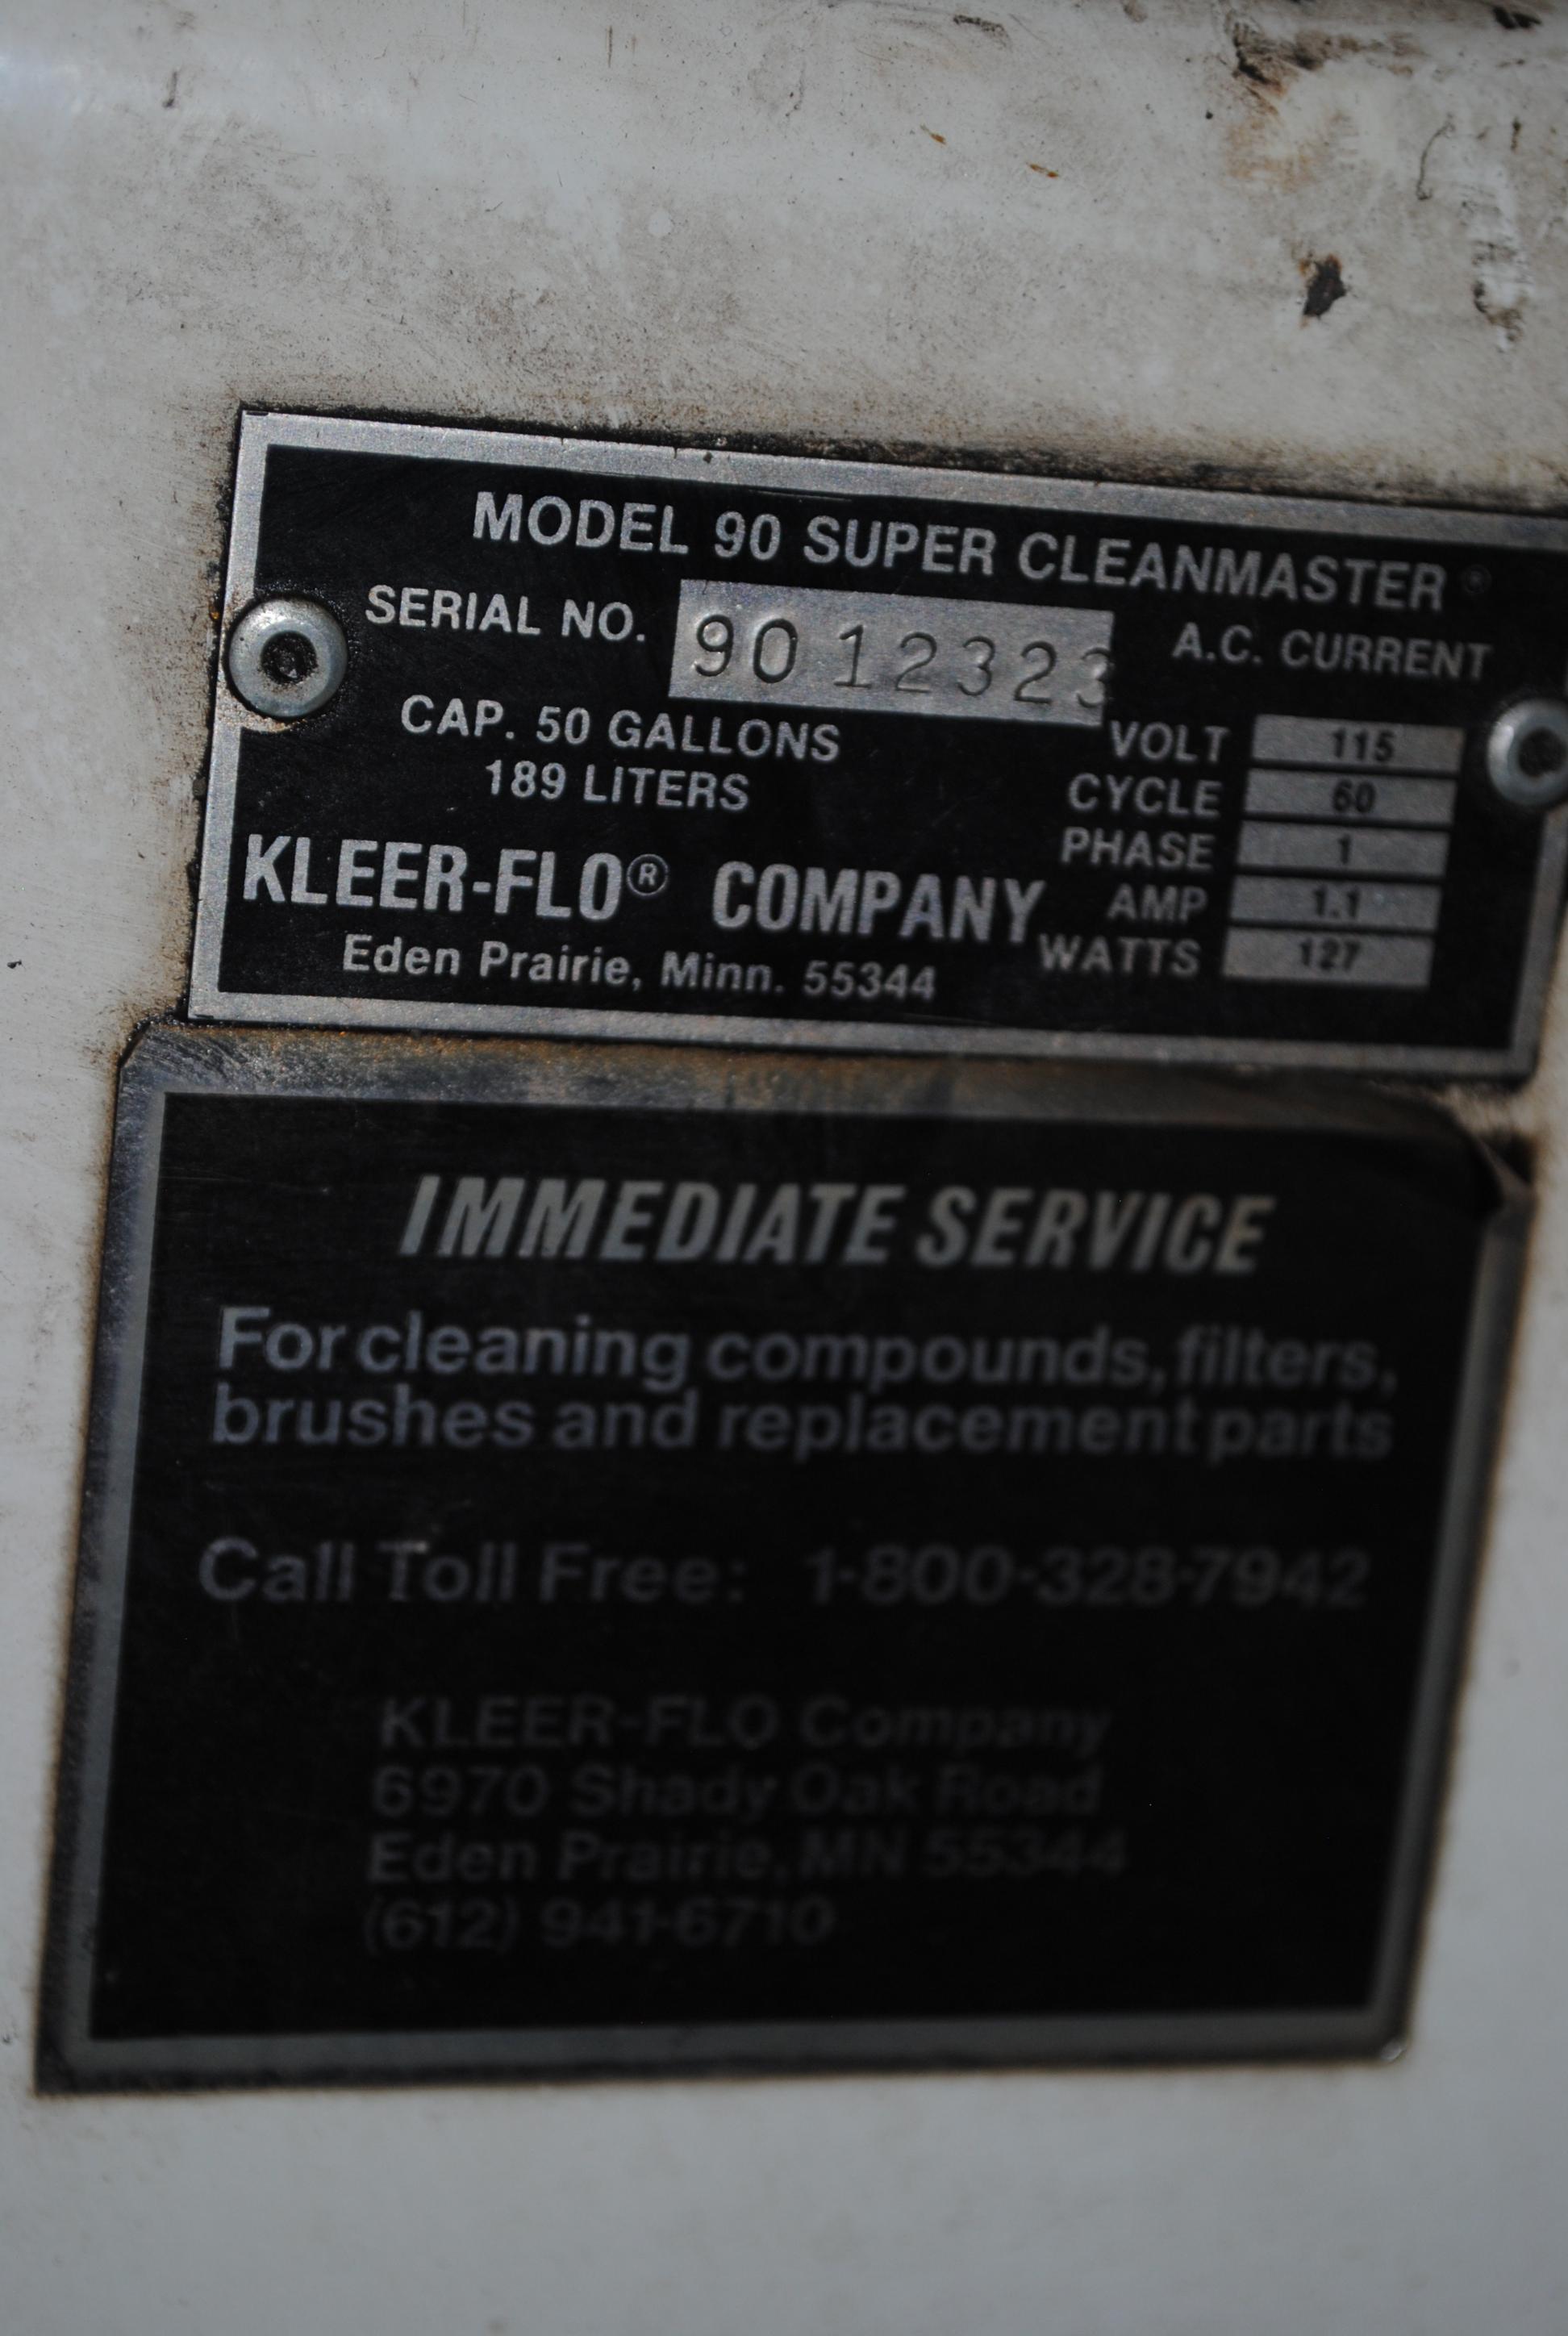 MODEL 90 SUPER CLEANMASTER®
SERIAL NO. 9012323
A.C. CURRENT
CAP. 50 GALLONS
189 LITERS
VOLT 115
CYCLE 60
PHASE 1
AMP 1.1
WATTS 127
KLEER-FLO® COMPANY
Eden Prairie, Minn. 55344
IMMEDIATE SERVICE
For cleaning compounds, filters,
brushes and replacement parts
Call Toll Free: 1-800-328-7942
KLEER-FLO Company
6970 Shady Oak Road
Eden Prairie, MN 55344
(612) 941-6710